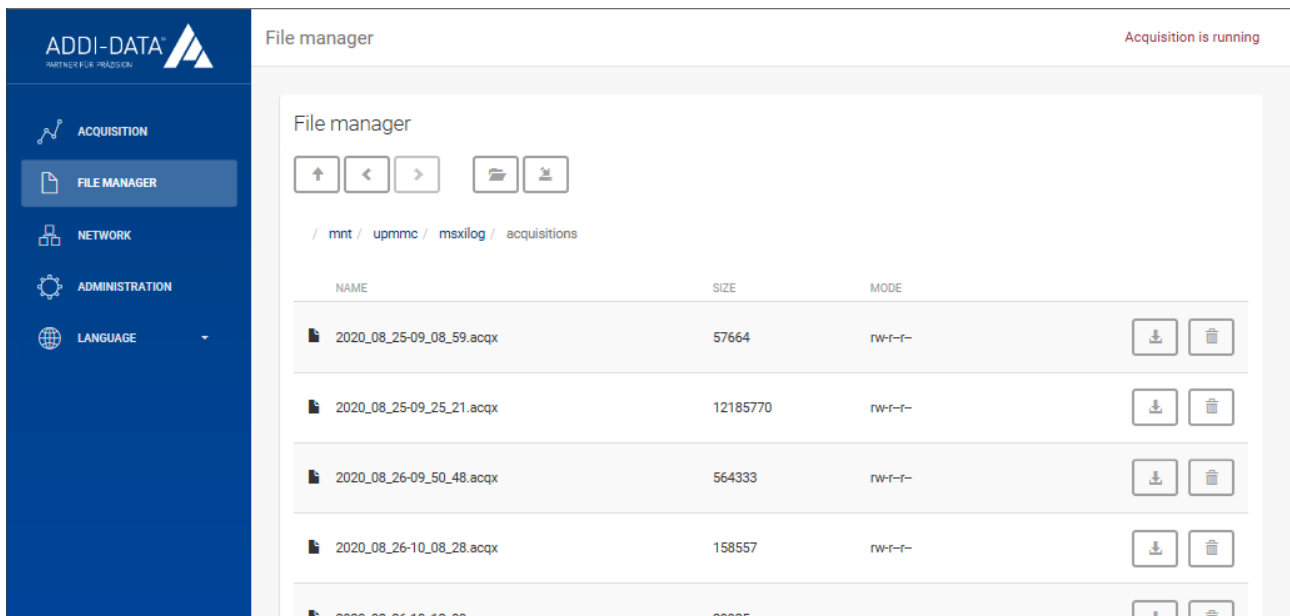 ADDI-DATA™
PARTNER FÜR PRÄZISION
File manager
Acquisition is running
ACQUISITION
FILE MANAGER
NETWORK
ADMINISTRATION
LANGUAGE
File manager
/ mnt / upmmc / msxilog / acquisitions
NAME SIZE MODE
2020_08_25-09_08_59.acqx 57664 rw-r--r--
2020_08_25-09_25_21.acqx 12185770 rw-r--r--
2020_08_26-09_50_48.acqx 564333 rw-r--r--
2020_08_26-10_08_28.acqx 158557 rw-r--r--